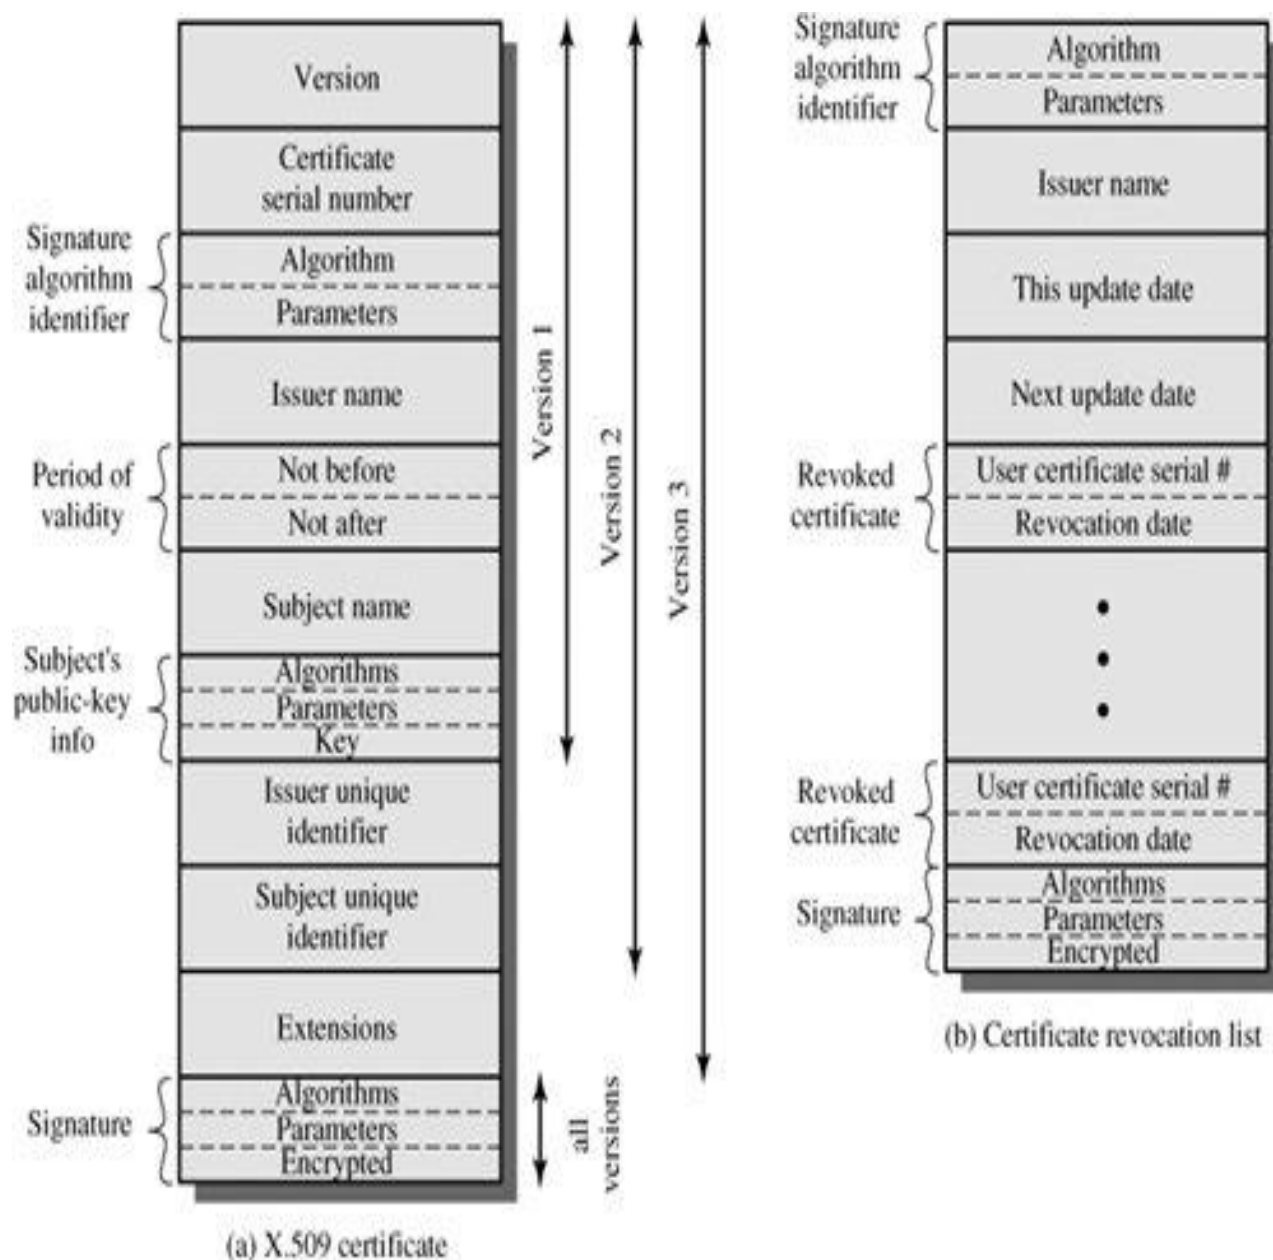 Version
Certificate
serial number
Signature
algorithm
identifier
Algorithm
Parameters
Issuer name
Period of
validity
Not before
Not after
Subject name
Subject's
public-key
info
Algorithms
Parameters
Key
Issuer unique
identifier
Subject unique
identifier
Extensions
Signature
Algorithms
Parameters
Encrypted
Version 1
Version 2
Version 3
all
versions
(a) X.509 certificate
Signature
algorithm
identifier
Algorithm
Parameters
Issuer name
This update date
Next update date
Revoked
certificate
User certificate serial #
Revocation date
Revoked
certificate
User certificate serial #
Revocation date
Signature
Algorithms
Parameters
Encrypted
(b) Certificate revocation list